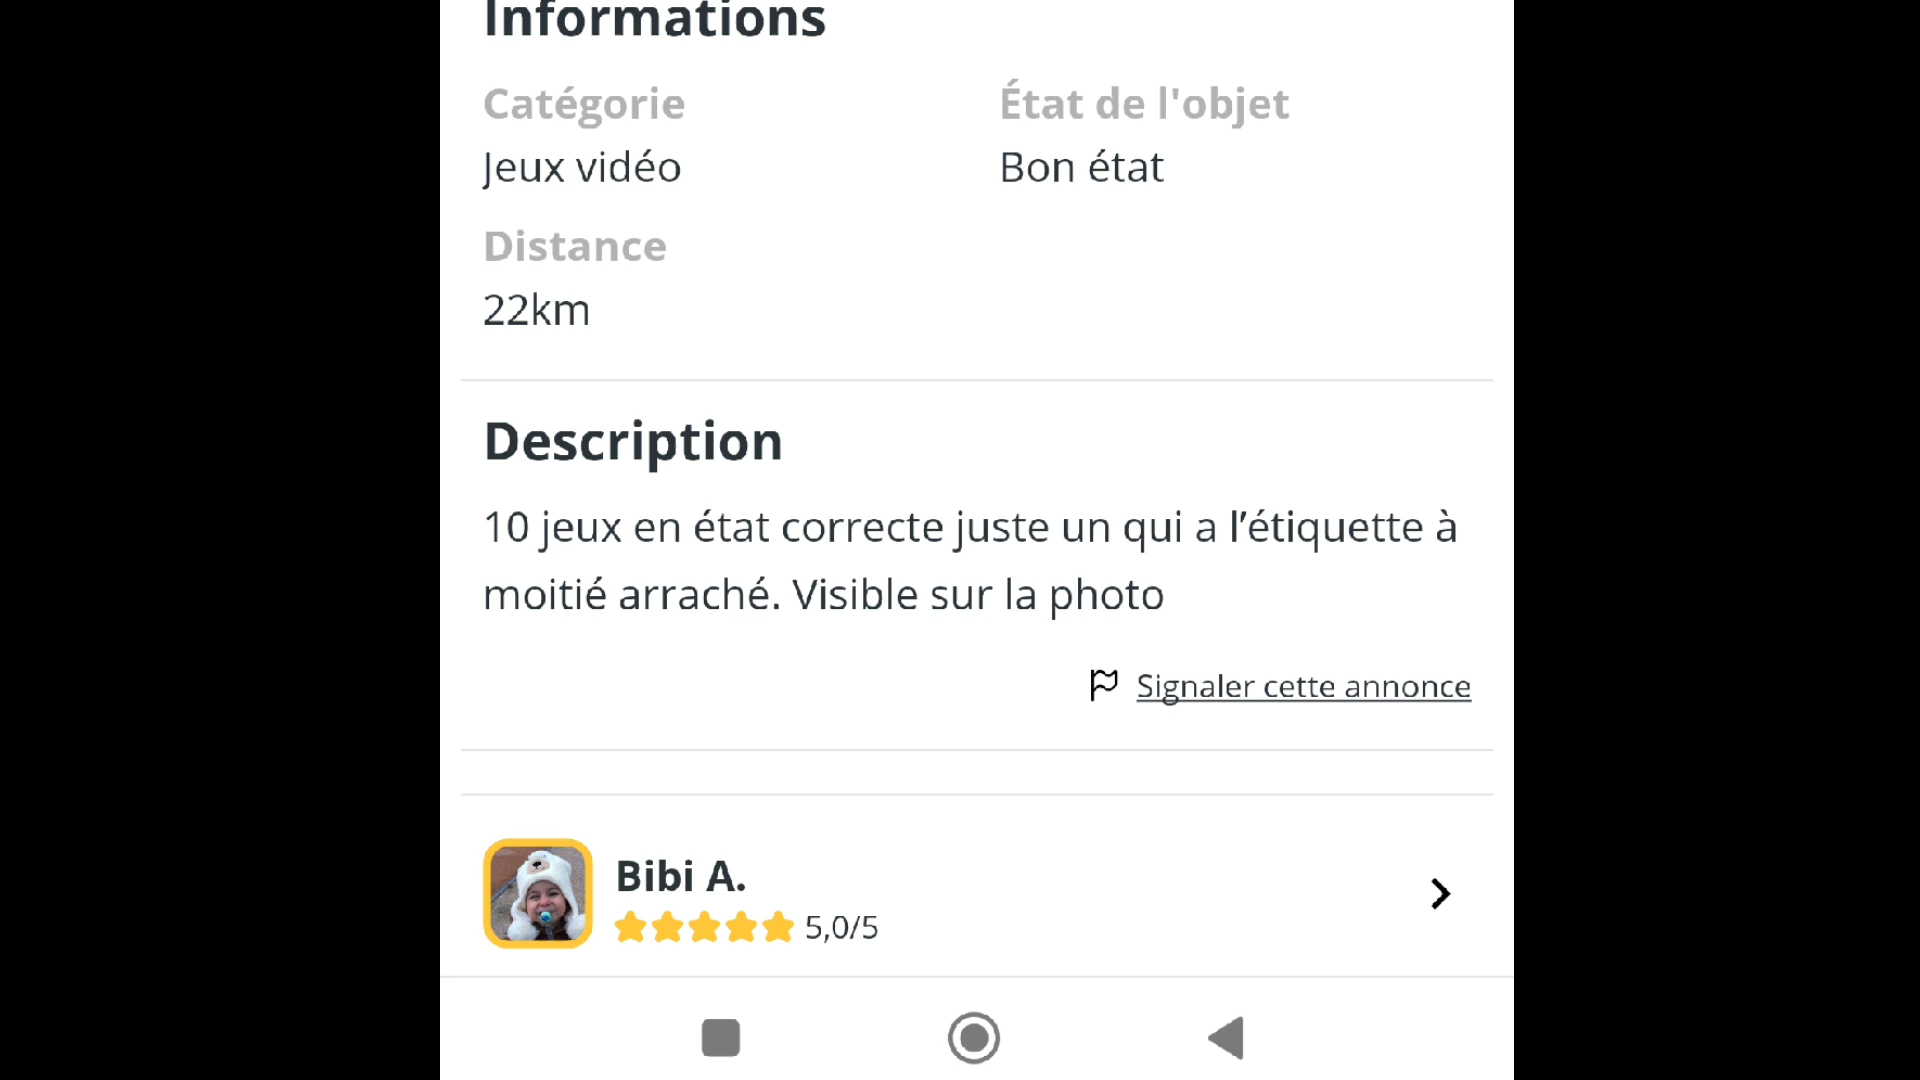 Informations
Catégorie
État de l'objet
Jeux vidéo
Bon état
Distance
22km
Description
10 jeux en état correcte juste un qui a l’étiquette à
moitié arraché. Visible sur la photo
Signaler cette annonce
Bibi A.
5,0/5